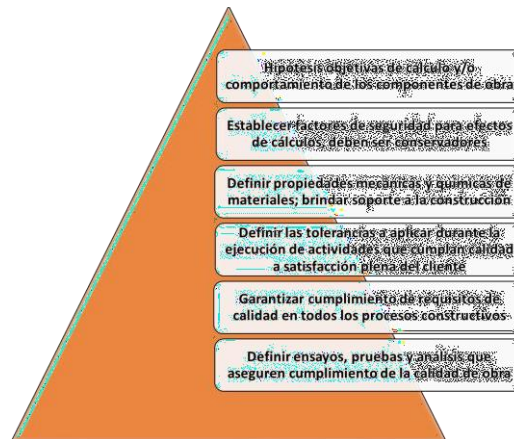 Hipótesis objetivas de cálculo y/o
comportamiento de los componentes de obra
Establecer factores de seguridad para efectos
de cálculos; deben ser conservadores
Definir propiedades mecánicas y químicas de
materiales; brindar soporte a la construcción
Definir las tolerancias a aplicar durante la
ejecución de actividades que cumplan calidad
a satisfacción plena del cliente
Garantizar cumplimiento de requisitos de
calidad en todos los procesos constructivos
Definir ensayos, pruebas y análisis que
aseguren cumplimiento de la calidad de obra